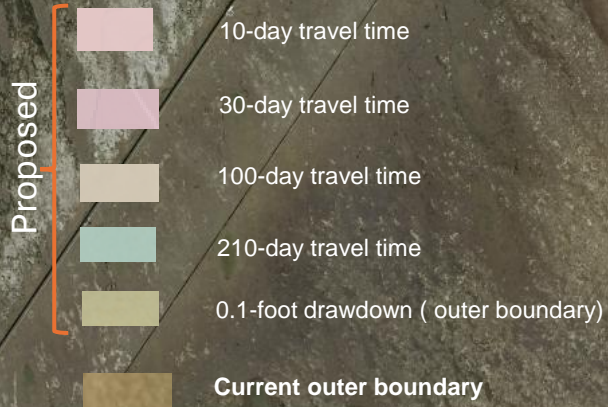 Proposed
10-day travel time
30-day travel time
100-day travel time
210-day travel time
0.1-foot drawdown ( outer boundary)
Current outer boundary